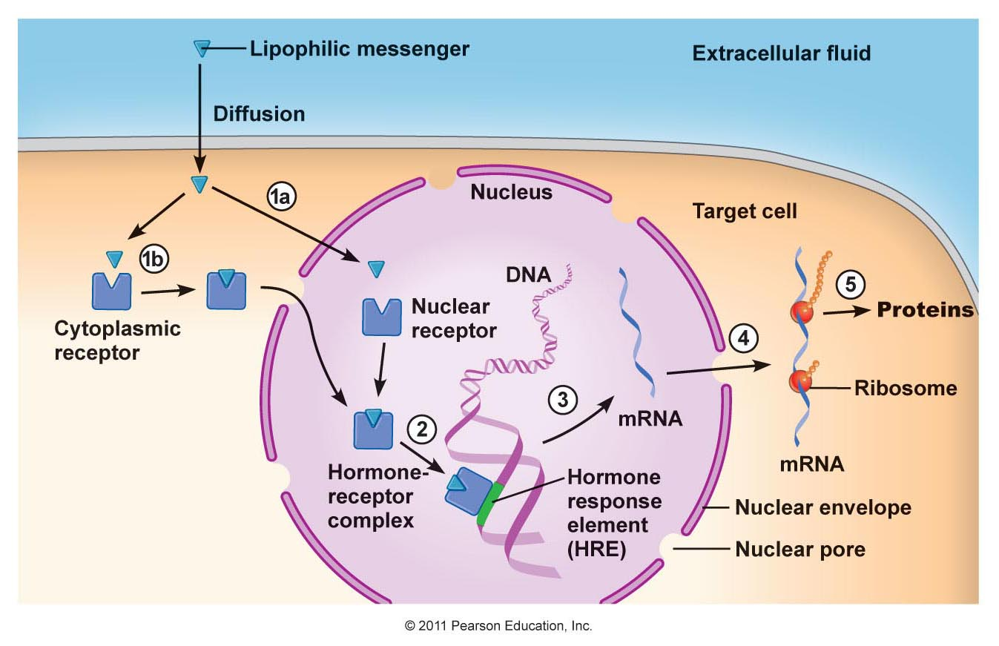 Lipophilic messenger
Extracellular fluid
Diffusion
1a
Nucleus
Target cell
1b
DNA
5
Proteins
Nuclear
receptor
Cytoplasmic
receptor
4
Ribosome
3
mRNA
2
mRNA
Hormone-
receptor
complex
Hormone
response
element
(HRE)
Nuclear envelope
Nuclear pore
© 2011 Pearson Education, Inc.